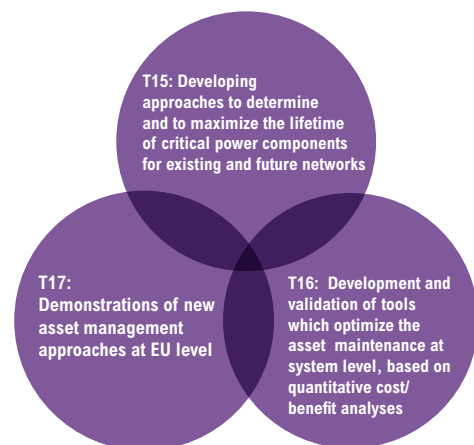 T15: Developing
approaches to determine
and to maximize the lifetime
of critical power components
for existing and future networks
T17:
Demonstrations of new
asset management
approaches at EU level
T16: Development and
validation of tools
which optimize the
asset maintenance at
system level, based on
quantitative cost/
benefit analyses